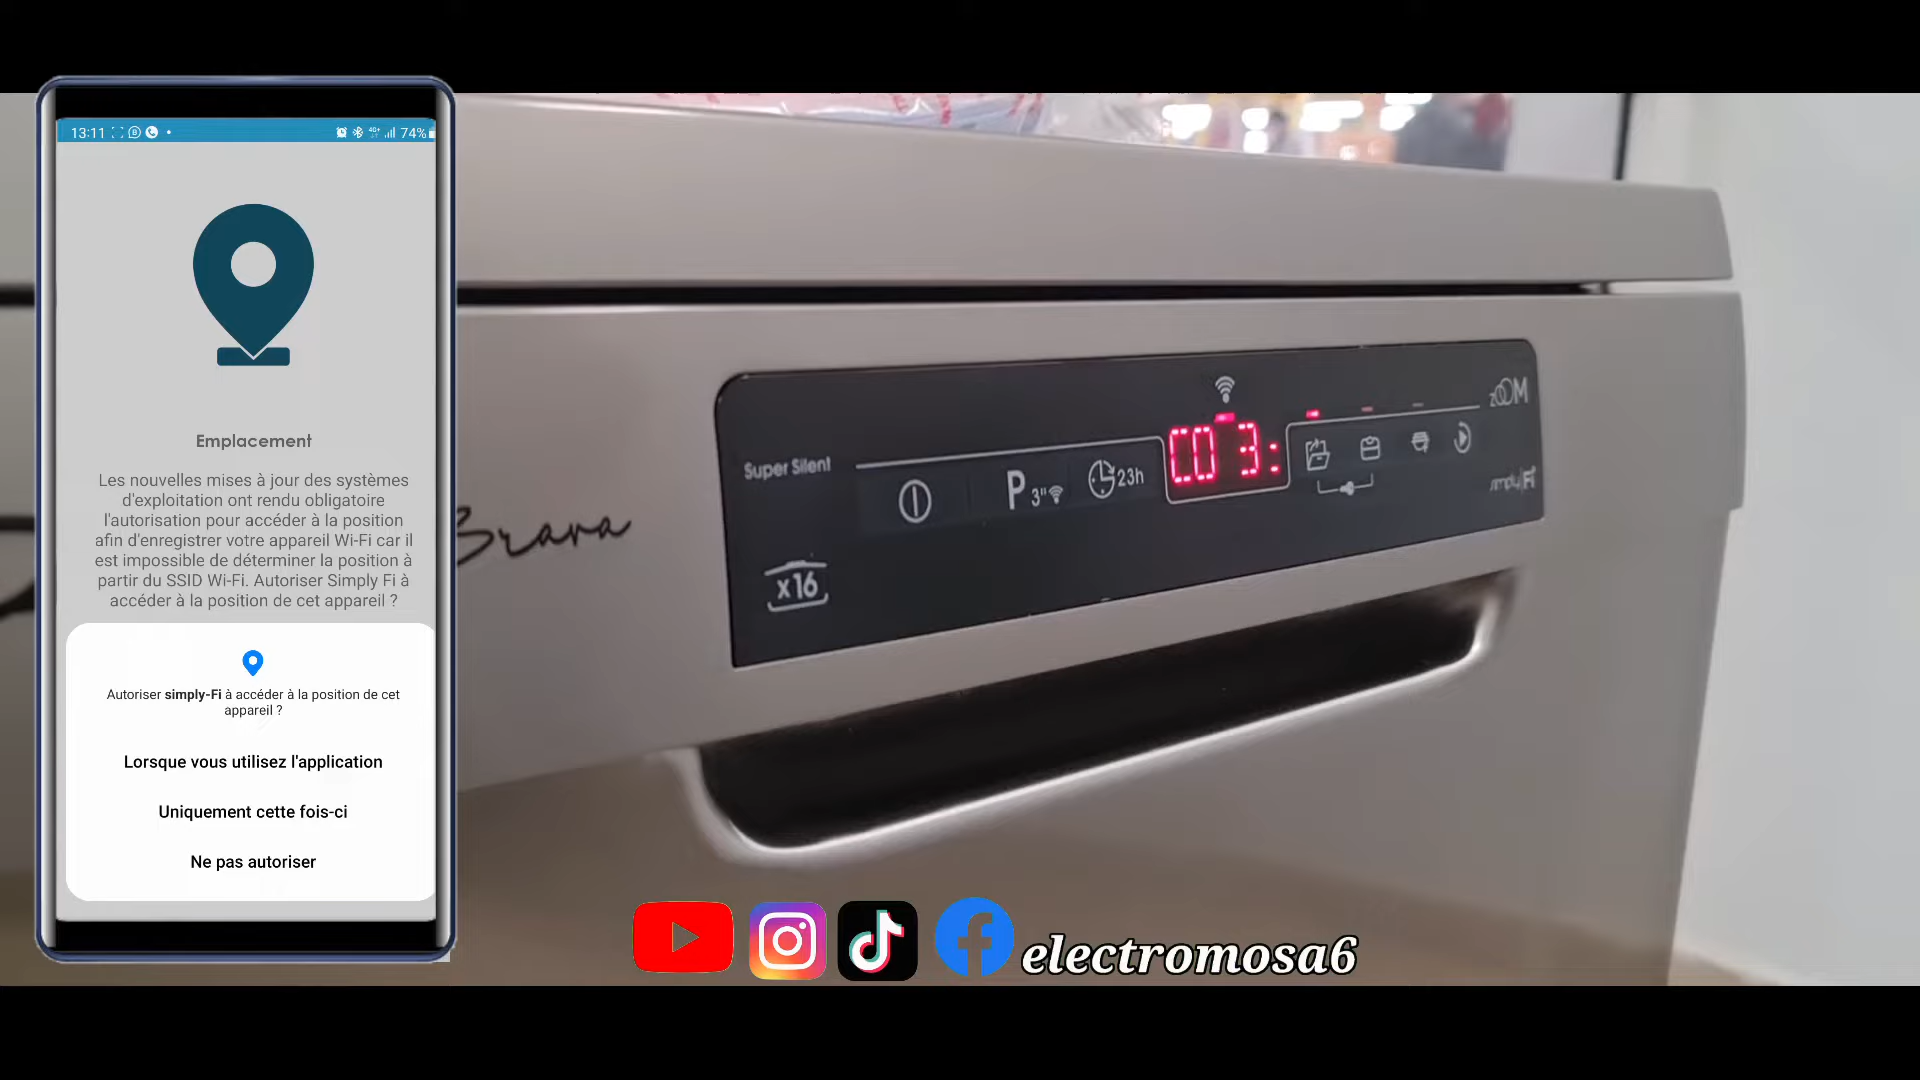 13:11
74%
Emplacement
Les nouvelles mises à jour des systèmes
d'exploitation ont rendu obligatoire
l'autorisation pour accéder à la position
afin d'enregistrer votre appareil Wi-Fi car il
est impossible de déterminer la position à
partir du SSID Wi-Fi. Autoriser Simply Fi à
accéder à la position de cet appareil ?
Autoriser simply-Fi à accéder à la position de cet
appareil ?
Lorsque vous utilisez l'application
Uniquement cette fois-ci
Ne pas autoriser
Brava
Super Silent
P 3"
23h
C0 3:
zOOM
simplyFi
x16
electromosa6